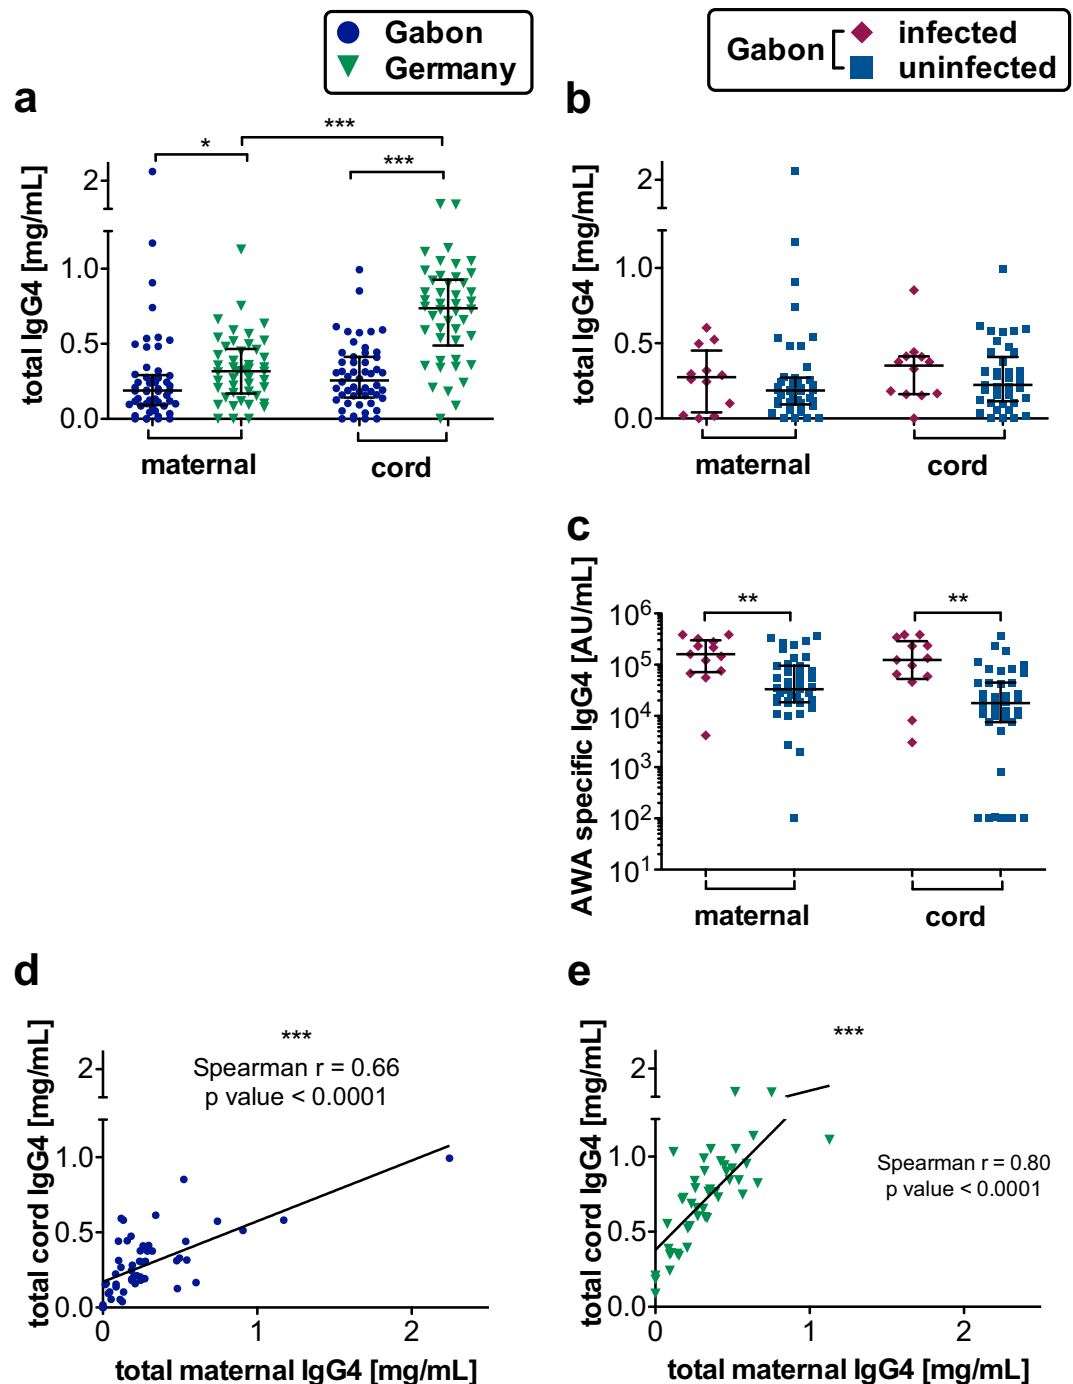 Gabon
Germany
Gabon
infected
uninfected
a
b
total IgG4 [mg/mL]
2
1.0
0.5
0.0
*
***
***
maternal
cord
total IgG4 [mg/mL]
2
1.0
0.5
0.0
maternal
cord
c
AWA specific IgG4 [AU/mL]
10⁶
10⁵
10⁴
10³
10²
10¹
**
**
maternal
cord
d
e
total cord IgG4 [mg/mL]
2
1.0
0.5
0.0
***
Spearman r = 0.66
p value < 0.0001
0
1
2
total maternal IgG4 [mg/mL]
total cord IgG4 [mg/mL]
2
1.0
0.5
0.0
***
Spearman r = 0.80
p value < 0.0001
0
1
2
total maternal IgG4 [mg/mL]